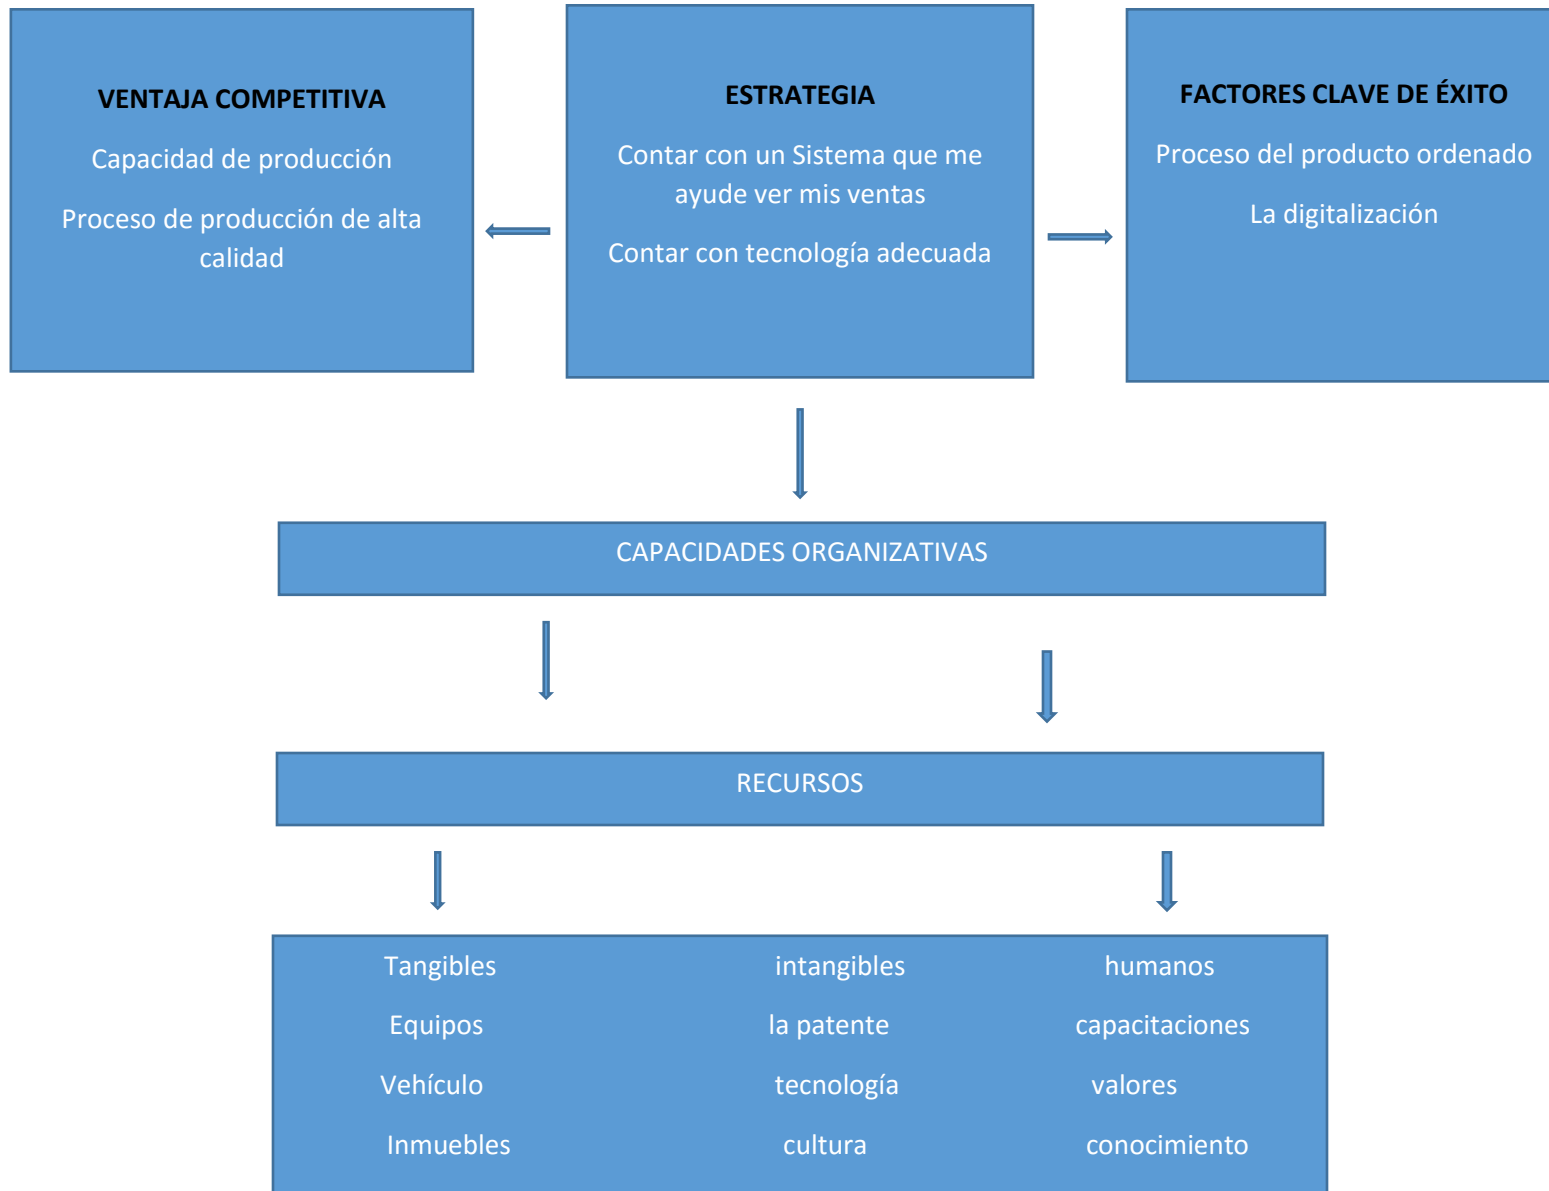 VENTAJA COMPETITIVA
Capacidad de producción
Proceso de producción de alta
calidad
ESTRATEGIA
Contar con un Sistema que me
ayude ver mis ventas
Contar con tecnología adecuada
FACTORES CLAVE DE ÉXITO
Proceso del producto ordenado
La digitalización
CAPACIDADES ORGANIZATIVAS
RECURSOS
Tangibles intangibles humanos
Equipos la patente capacitaciones
Vehículo tecnología valores
Inmuebles cultura conocimiento